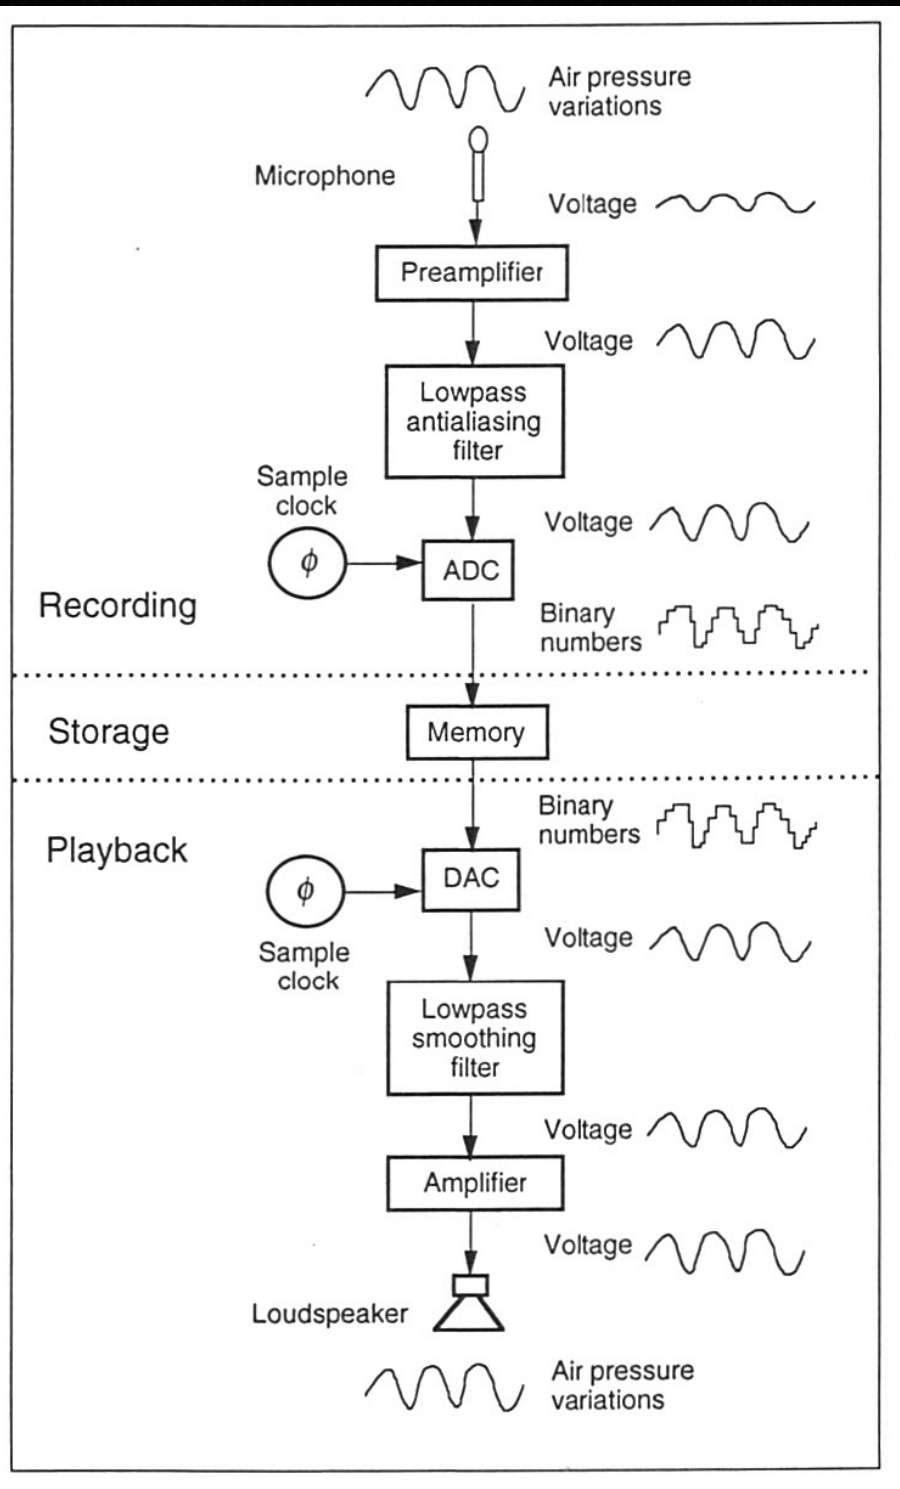 Air pressure
variations
Microphone
Voltage
Preamplifier
Voltage
Lowpass
antialiasing
filter
Sample
clock
Voltage
ϕ
ADC
Recording
Binary
numbers
Storage
Memory
Binary
numbers
Playback
DAC
ϕ
Voltage
Sample
clock
Lowpass
smoothing
filter
Voltage
Amplifier
Voltage
Loudspeaker
Air pressure
variations